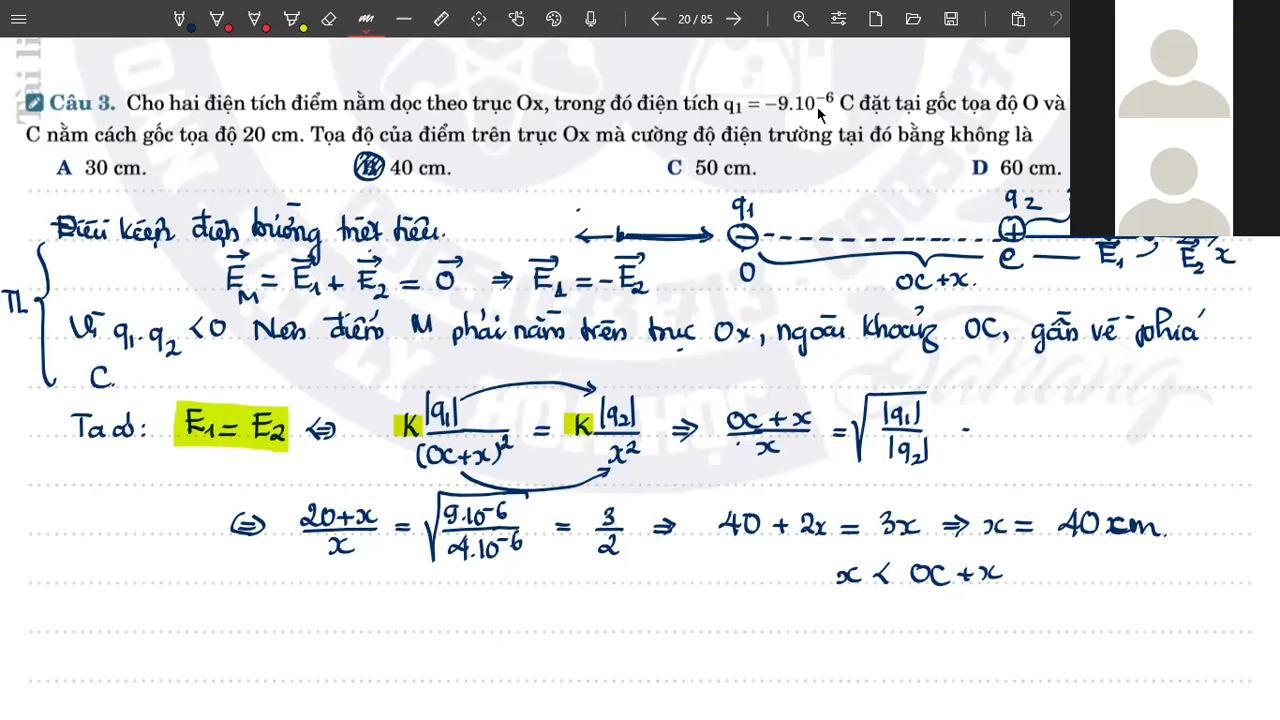 20 / 85
Tài li
Câu 3. Cho hai điện tích điểm nằm dọc theo trục Ox, trong đó điện tích q₁ = −9.10⁻⁶ C đặt tại gốc tọa độ O và
C nằm cách gốc tọa độ 20 cm. Tọa độ của điểm trên trục Ox mà cường độ điện trường tại đó bằng không là
A 30 cm. B 40 cm. C 50 cm. D 60 cm.
q₁ q₂
Điều kiện điện trường triệt tiêu.
O e E⃗₁ E⃗₂ x
OC + x.
TL
E⃗_M = E⃗₁ + E⃗₂ = 0⃗ ⇒ E⃗₁ = −E⃗₂
Vì q₁.q₂ < 0 Nên điểm M phải nằm trên trục Ox, ngoài khoảng OC, gần về phía
C.
Ta có: E₁ = E₂ ⇔ K |q₁| / (OC+x)² = K |q₂| / x² ⇒ (OC + x) / x = √(|q₁| / |q₂|)
⇔ (20+x) / x = √(9.10⁻⁶ / 4.10⁻⁶) = 3/2 ⇒ 40 + 2x = 3x ⇒ x = 40 cm.
x < OC + x